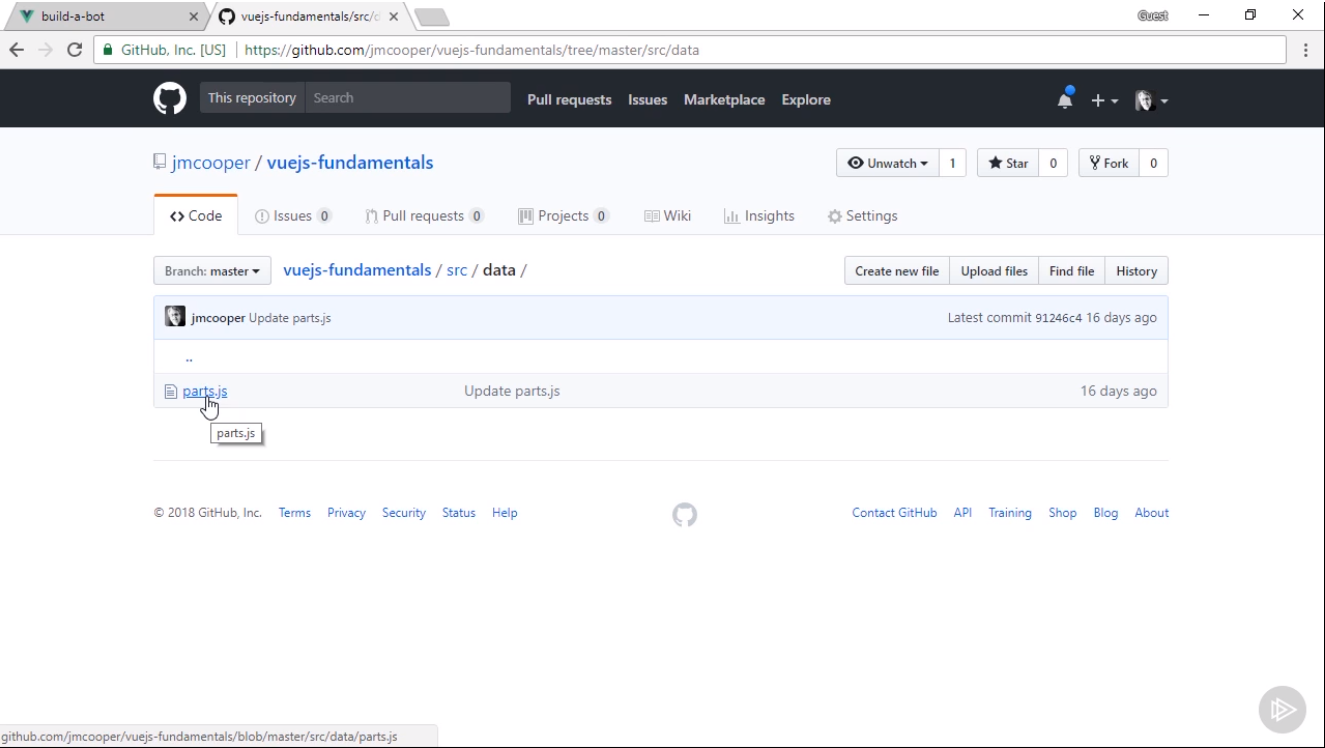 build-a-bot
vuejs-fundamentals/src/d
Guest
GitHub, Inc. [US] https://github.com/jmcooper/vuejs-fundamentals/tree/master/src/data
This repository Search Pull requests Issues Marketplace Explore
jmcooper / vuejs-fundamentals Unwatch 1 Star 0 Fork 0
Code Issues 0 Pull requests 0 Projects 0 Wiki Insights Settings
Branch: master vuejs-fundamentals / src / data / Create new file Upload files Find file History
jmcooper Update parts.js Latest commit 91246c4 16 days ago
..
parts.js Update parts.js 16 days ago
parts.js
© 2018 GitHub, Inc. Terms Privacy Security Status Help Contact GitHub API Training Shop Blog About
github.com/jmcooper/vuejs-fundamentals/blob/master/src/data/parts.js